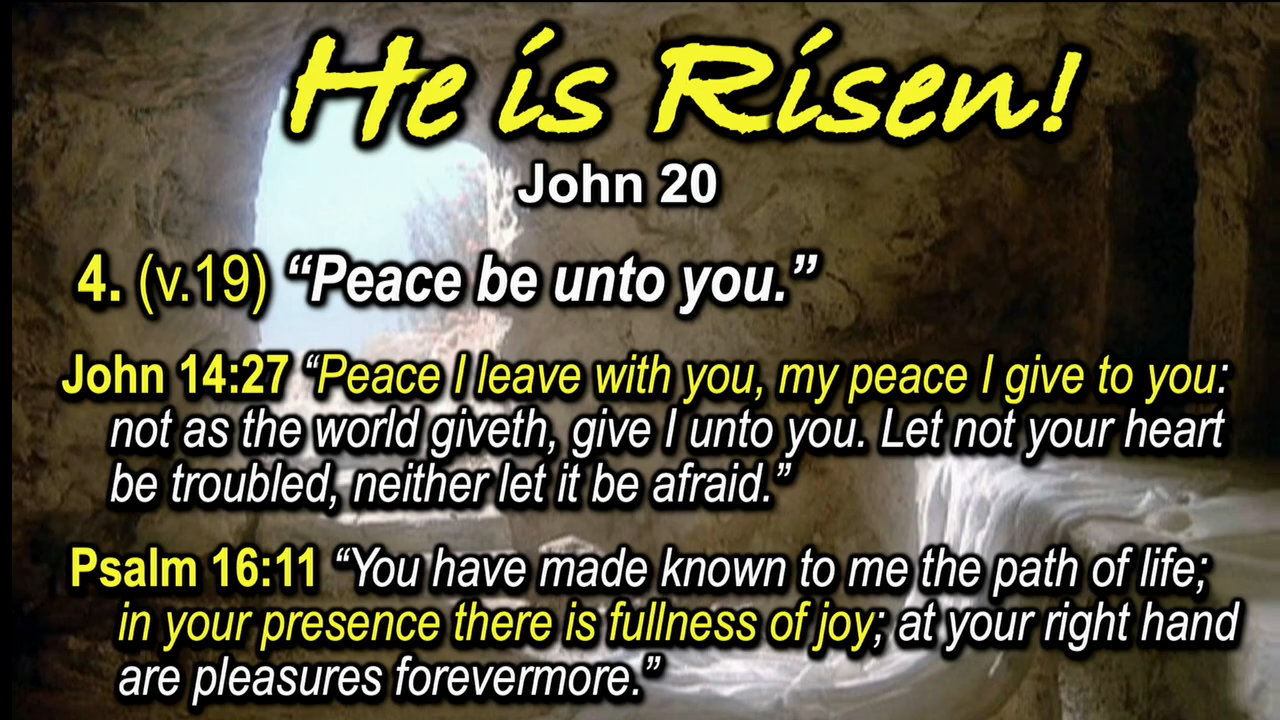 He is Risen!
John 20
4. (v.19) “Peace be unto you.”
John 14:27 “Peace I leave with you, my peace I give to you:
not as the world giveth, give I unto you. Let not your heart
be troubled, neither let it be afraid.”
Psalm 16:11 “You have made known to me the path of life;
in your presence there is fullness of joy; at your right hand
are pleasures forevermore.”